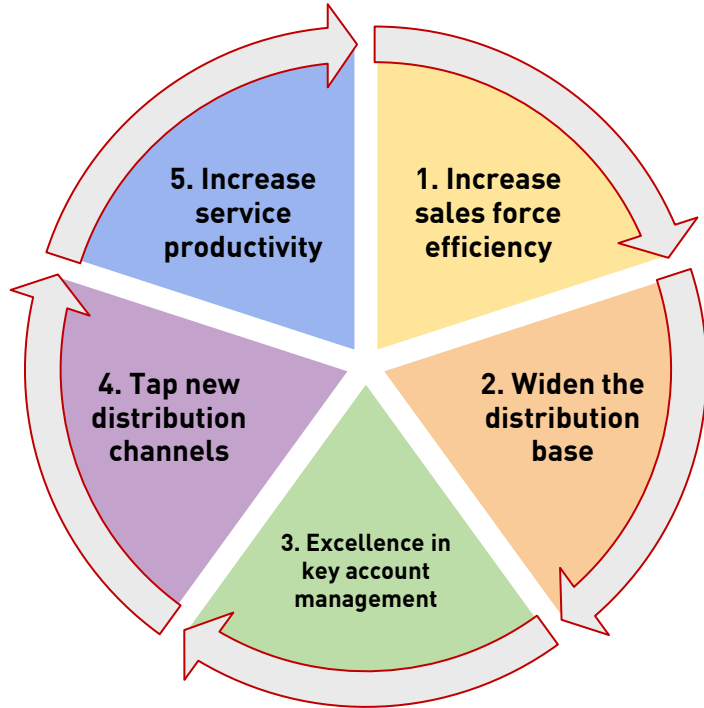 1. Increase
sales force
efficiency
2. Widen the
distribution
base
3. Excellence in
key account
management
4. Tap new
distribution
channels
5. Increase
service
productivity